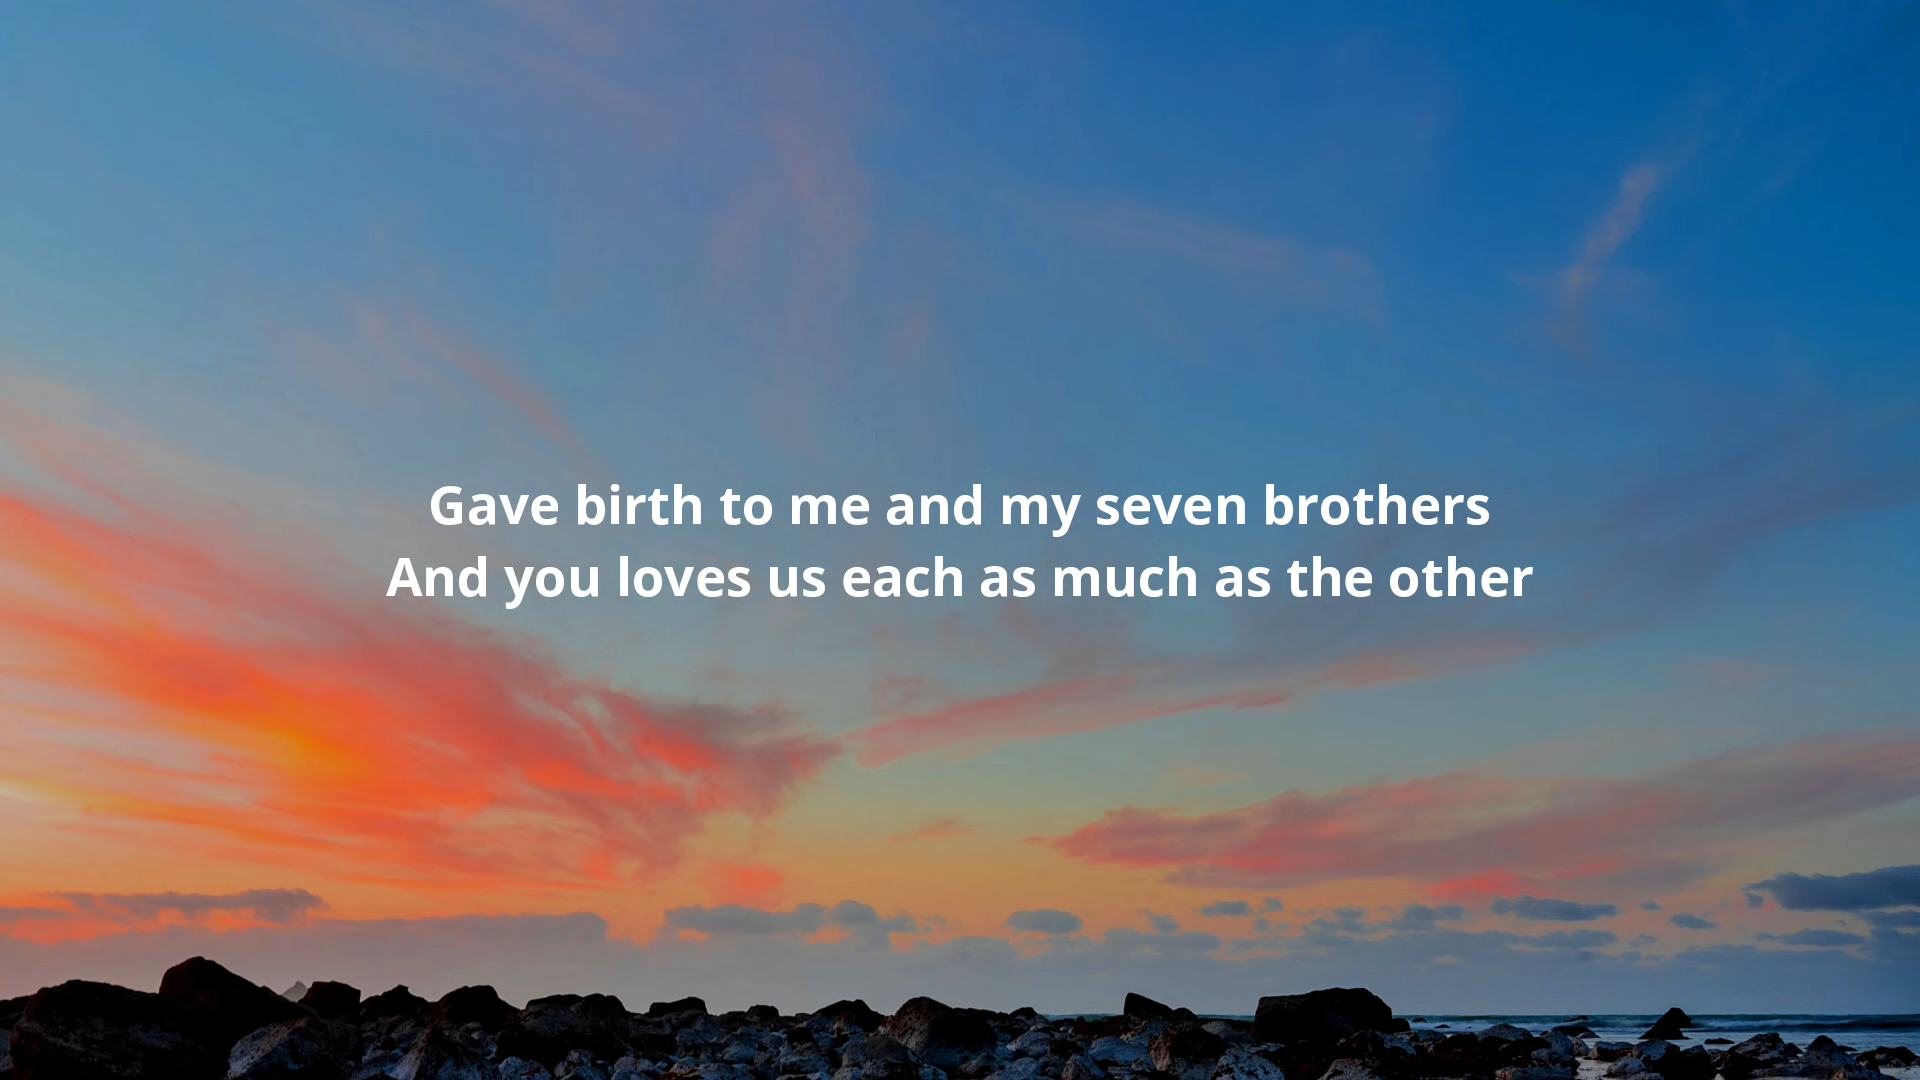 Gave birth to me and my seven brothers
And you loves us each as much as the other